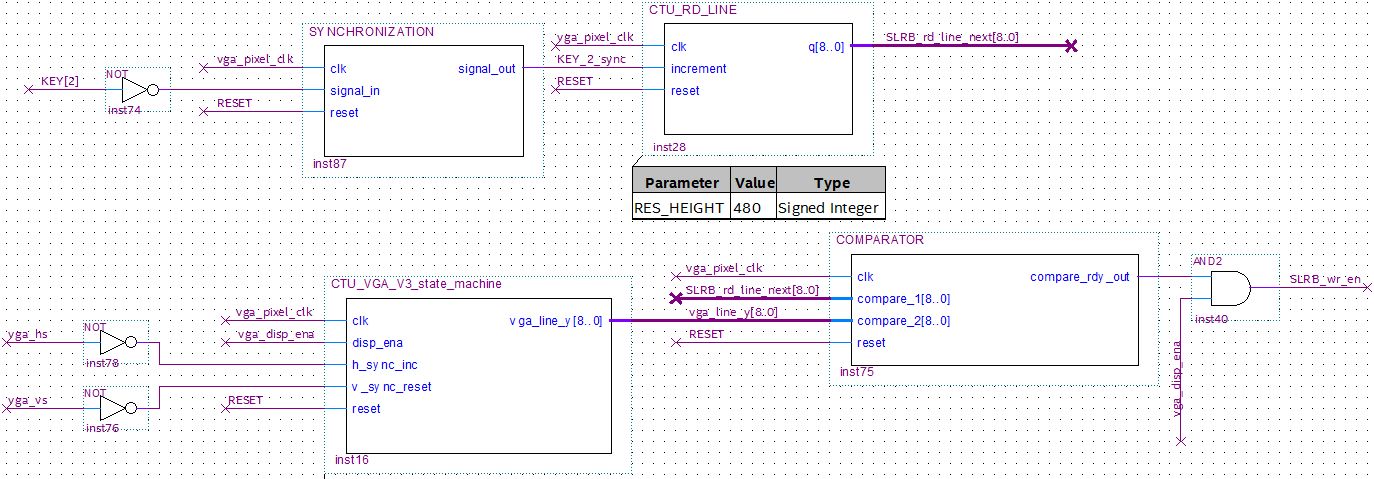 SYNCHRONIZATION
vga_pixel_clk
clk
signal_out
KEY[2]
NOT
signal_in
inst74
RESET
reset
inst87
CTU_RD_LINE
vga_pixel_clk
clk
q[8..0]
SLRB_rd_line_next[8..0]
KEY_2_sync
increment
RESET
reset
inst28
Parameter Value Type
RES_HEIGHT 480 Signed Integer
CTU_VGA_V3_state_machine
vga_pixel_clk
clk
vga_line_y[8..0]
vga_hs
NOT
inst78
vga_disp_ena
disp_ena
h_sync_inc
vga_vs
NOT
inst76
v_sync_reset
RESET
reset
inst16
COMPARATOR
vga_pixel_clk
clk
compare_rdy_out
SLRB_rd_line_next[8..0]
compare_1[8..0]
vga_line_y[8..0]
compare_2[8..0]
RESET
reset
inst75
AND2
SLRB_wr_en
inst40
vga_disp_ena